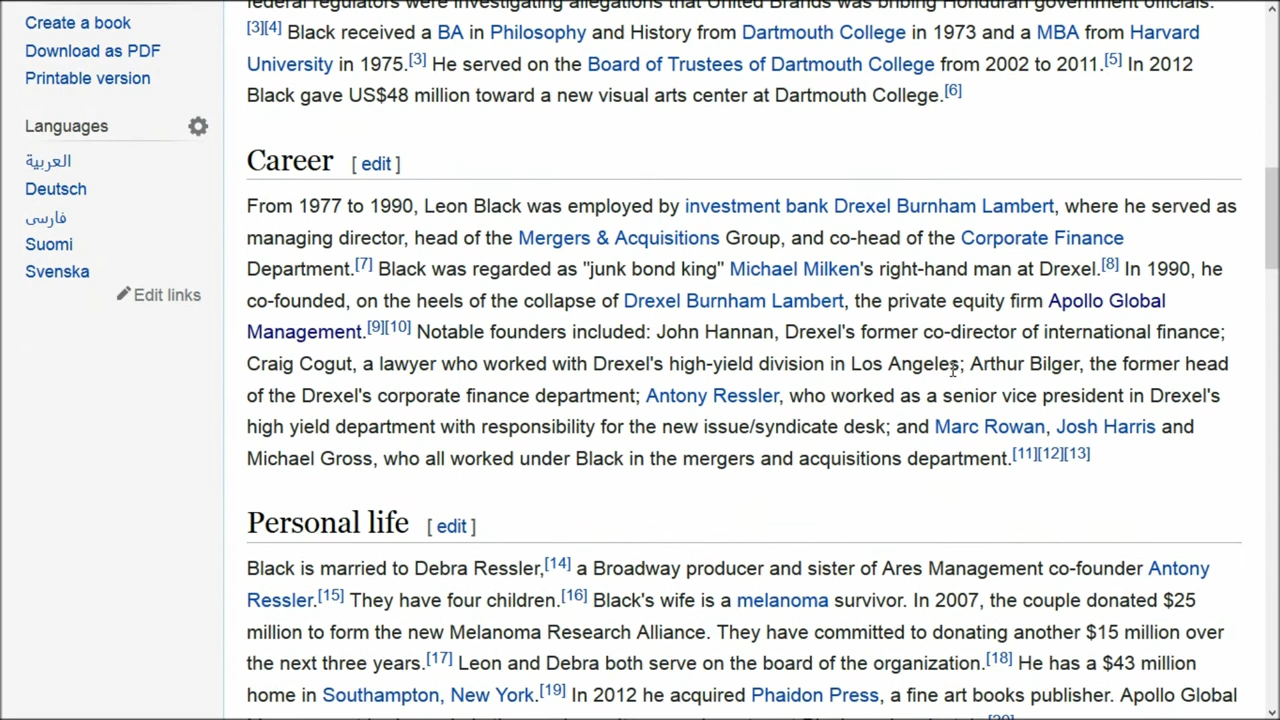 Create a book
Download as PDF
Printable version
Languages
العربية
Deutsch
فارسی
Suomi
Svenska
Edit links
federal regulators were investigating allegations that United Brands was bribing Honduran government officials.
[3][4] Black received a BA in Philosophy and History from Dartmouth College in 1973 and a MBA from Harvard
University in 1975.[3] He served on the Board of Trustees of Dartmouth College from 2002 to 2011.[5] In 2012
Black gave US$48 million toward a new visual arts center at Dartmouth College.[6]
Career [ edit ]
From 1977 to 1990, Leon Black was employed by investment bank Drexel Burnham Lambert, where he served as
managing director, head of the Mergers & Acquisitions Group, and co-head of the Corporate Finance
Department.[7] Black was regarded as "junk bond king" Michael Milken's right-hand man at Drexel.[8] In 1990, he
co-founded, on the heels of the collapse of Drexel Burnham Lambert, the private equity firm Apollo Global
Management.[9][10] Notable founders included: John Hannan, Drexel's former co-director of international finance;
Craig Cogut, a lawyer who worked with Drexel's high-yield division in Los Angeles; Arthur Bilger, the former head
of the Drexel's corporate finance department; Antony Ressler, who worked as a senior vice president in Drexel's
high yield department with responsibility for the new issue/syndicate desk; and Marc Rowan, Josh Harris and
Michael Gross, who all worked under Black in the mergers and acquisitions department.[11][12][13]
Personal life [ edit ]
Black is married to Debra Ressler,[14] a Broadway producer and sister of Ares Management co-founder Antony
Ressler.[15] They have four children.[16] Black's wife is a melanoma survivor. In 2007, the couple donated $25
million to form the new Melanoma Research Alliance. They have committed to donating another $15 million over
the next three years.[17] Leon and Debra both serve on the board of the organization.[18] He has a $43 million
home in Southampton, New York.[19] In 2012 he acquired Phaidon Press, a fine art books publisher. Apollo Global